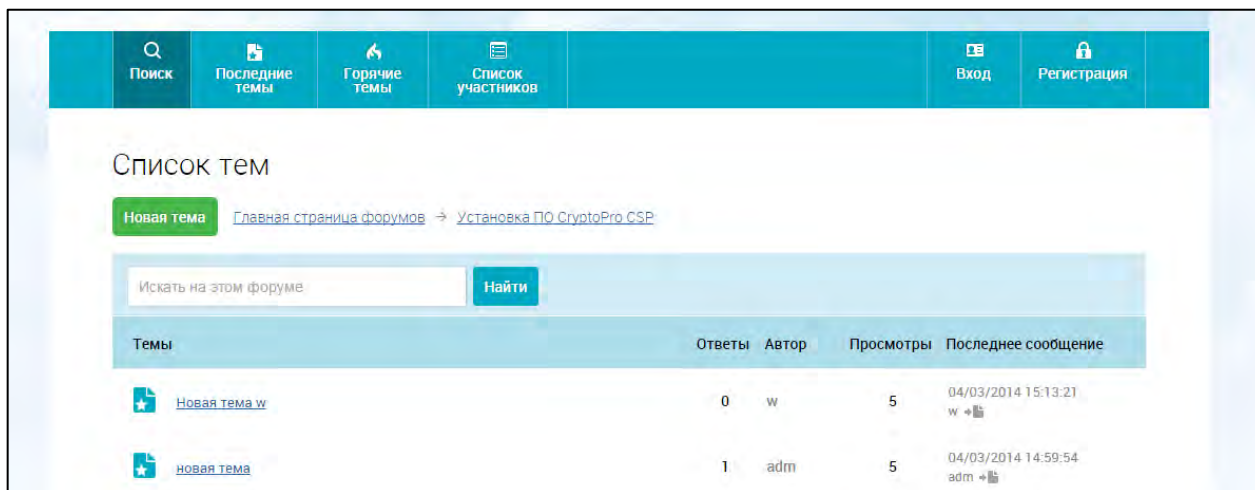 Поиск
Последние
темы
Горячие
темы
Список
участников
Вход
Регистрация
Список тем
Новая тема Главная страница форумов → Установка ПО CryptoPro CSP
Искать на этом форуме Найти
Темы Ответы Автор Просмотры Последнее сообщение
Новая тема w 0 w 5 04/03/2014 15:13:21
w
новая тема 1 adm 5 04/03/2014 14:59:54
adm